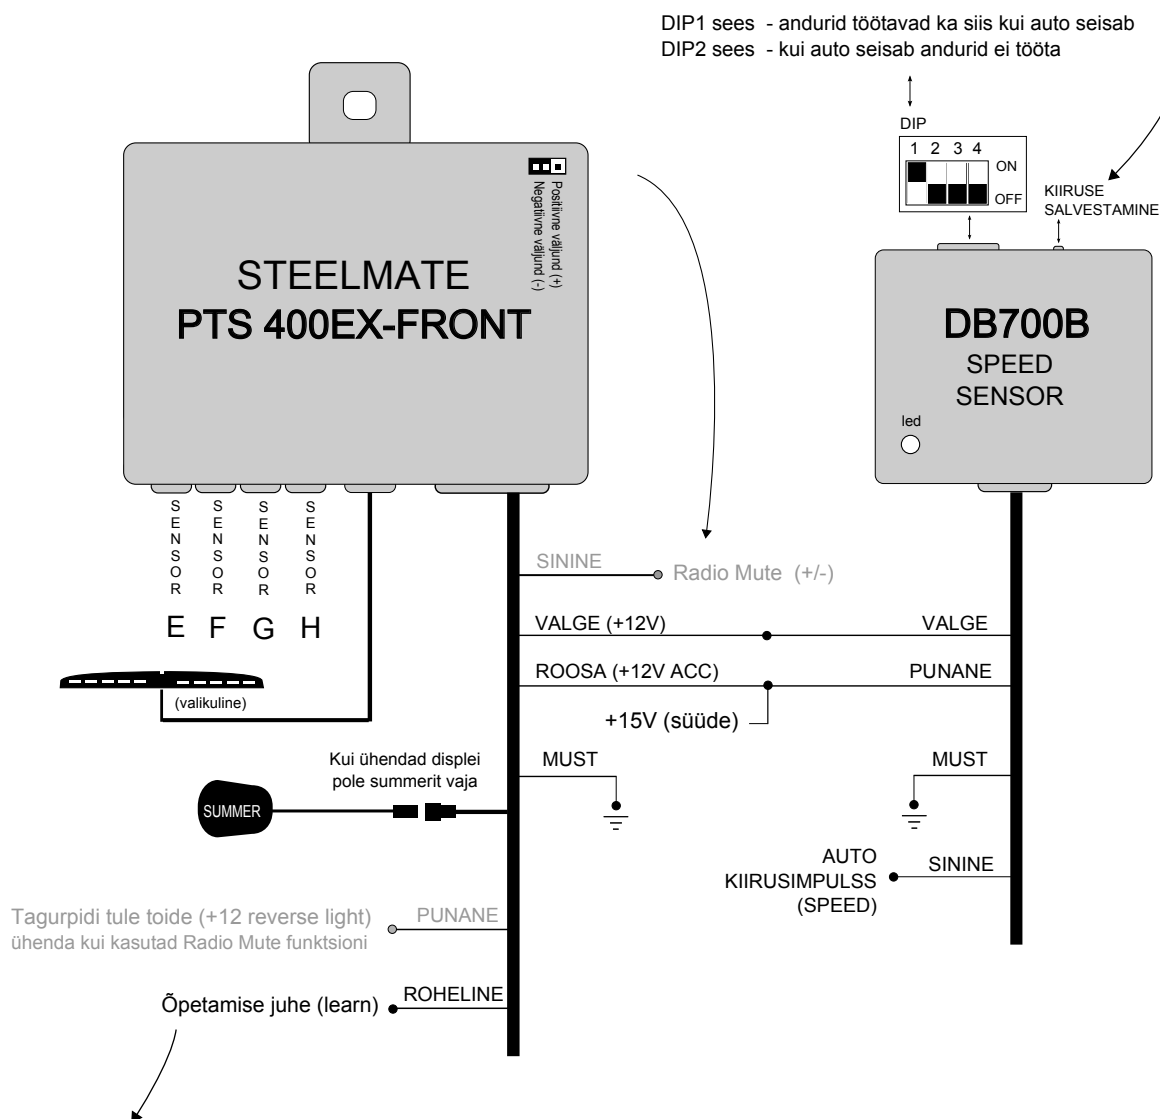 DIP1 sees - andurid töötavad ka siis kui auto seisab
DIP2 sees - kui auto seisab andurid ei tööta
DIP
1 2 3 4
ON
OFF
KIIRUSE
SALVESTAMINE
Positiivne väljund (+)
Negatiivne väljund (-)
STEELMATE
PTS 400EX-FRONT
DB700B
SPEED
SENSOR
led
SENSOR
SENSOR
SENSOR
SENSOR
E F G H
(valikuline)
SININE
Radio Mute (+/-)
VALGE (+12V)
VALGE
ROOSA (+12V ACC)
PUNANE
+15V (süüde)
MUST
MUST
Kui ühendad displei
pole summerit vaja
SUMMER
AUTO
KIIRUSIMPULSS
(SPEED)
SININE
Tagurpidi tule toide (+12 reverse light)
ühenda kui kasutad Radio Mute funktsioni
PUNANE
Õpetamise juhe (learn)
ROHELINE